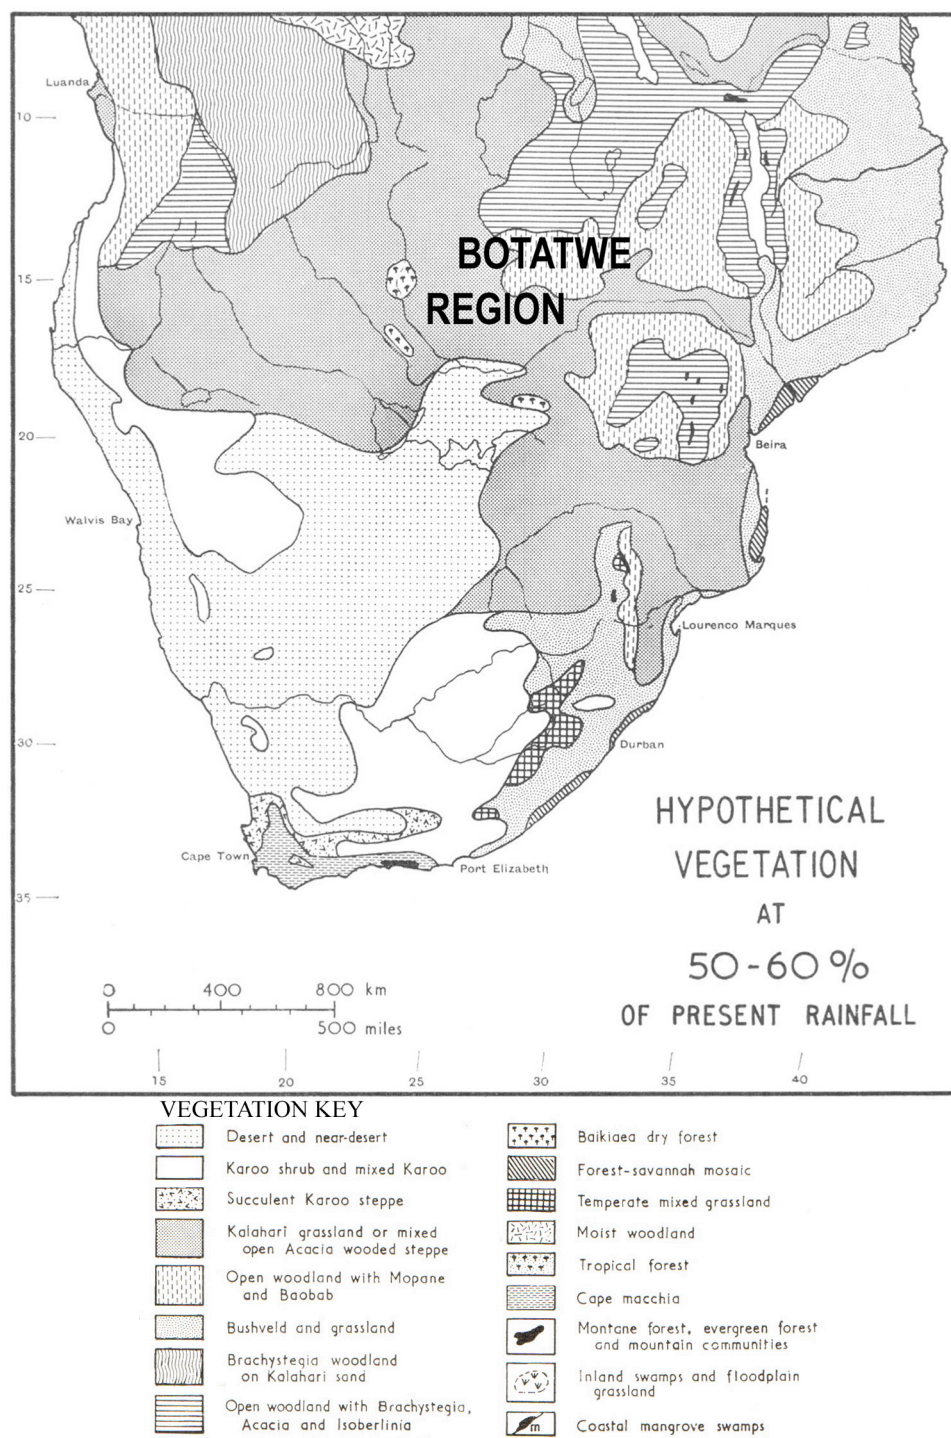 Luanda
10
BOTATWE
15
REGION
20
Beira
Walvis Bay
25
Lourenco Marques
30
Durban
HYPOTHETICAL
VEGETATION
AT
50-60%
OF PRESENT RAINFALL
Cape Town
Port Elizabeth
35
0 400 800 km
0 500 miles
15 20 25 30 35 40
VEGETATION KEY
Desert and near-desert
Karoo shrub and mixed Karoo
Succulent Karoo steppe
Kalahari grassland or mixed
open Acacia wooded steppe
Open woodland with Mopane
and Baobab
Bushveld and grassland
Brachystegia woodland
on Kalahari sand
Open woodland with Brachystegia,
Acacia and Isoberlinia
Baikiaea dry forest
Forest-savannah mosaic
Temperate mixed grassland
Moist woodland
Tropical forest
Cape macchia
Montane forest, evergreen forest
and mountain communities
Inland swamps and floodplain
grassland
m
Coastal mangrove swamps